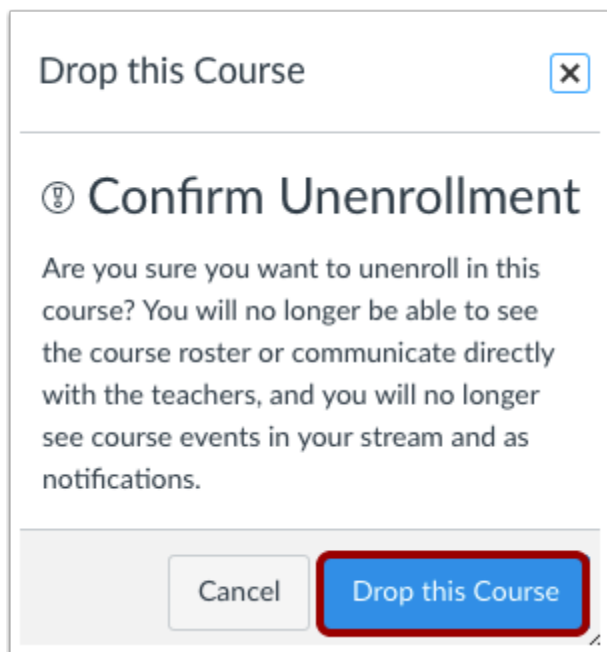 Drop this Course
Confirm Unenrollment
Are you sure you want to unenroll in this
course? You will no longer be able to see
the course roster or communicate directly
with the teachers, and you will no longer
see course events in your stream and as
notifications.
Cancel Drop this Course